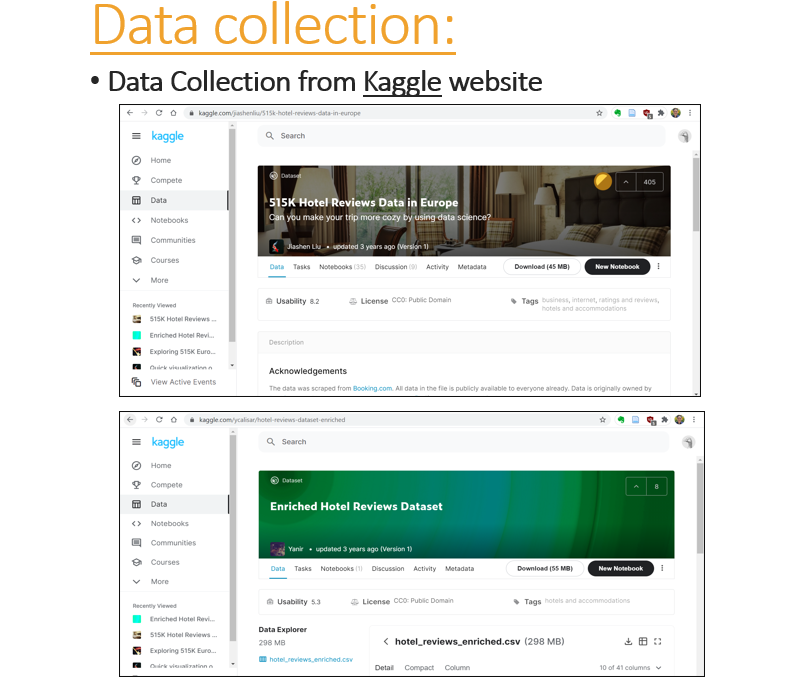 Data collection:
• Data Collection from Kaggle website
kaggle.com/jiashenliu/515k-hotel-reviews-data-in-europe
kaggle
Search
Home
Compete
Data
Notebooks
Communities
Courses
More
Recently Viewed
515K Hotel Reviews ...
Enriched Hotel Revi...
Exploring 515K Euro...
Quick visualization o
View Active Events
Dataset
515K Hotel Reviews Data in Europe
Can you make your trip more cozy by using data science?
405
Jiashen Liu • updated 3 years ago (Version 1)
Data Tasks Notebooks (35) Discussion (9) Activity Metadata Download (45 MB) New Notebook
Usability 8.2 License CC0: Public Domain Tags business, internet, ratings and reviews,
hotels and accommodations
Description
Acknowledgements
The data was scraped from Booking.com. All data in the file is publicly available to everyone already. Data is originally owned by
kaggle.com/ycalisar/hotel-reviews-dataset-enriched
kaggle
Search
Home
Compete
Data
Notebooks
Communities
Courses
More
Recently Viewed
Enriched Hotel Revi...
515K Hotel Reviews ...
Exploring 515K Euro...
Quick visualization o
Dataset
8
Enriched Hotel Reviews Dataset
Yanir • updated 3 years ago (Version 1)
Data Tasks Notebooks (1) Discussion Activity Metadata Download (55 MB) New Notebook
Usability 5.3 License CC0: Public Domain Tags hotels and accommodations
Data Explorer
298 MB
hotel_reviews_enriched.csv
hotel_reviews_enriched.csv (298 MB)
Detail Compact Column 10 of 41 columns